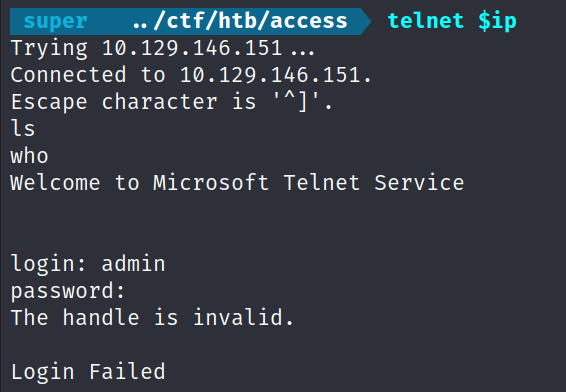 super ../ctf/htb/access telnet $ip
Trying 10.129.146.151...
Connected to 10.129.146.151.
Escape character is '^]'.
ls
who
Welcome to Microsoft Telnet Service
login: admin
password:
The handle is invalid.
Login Failed